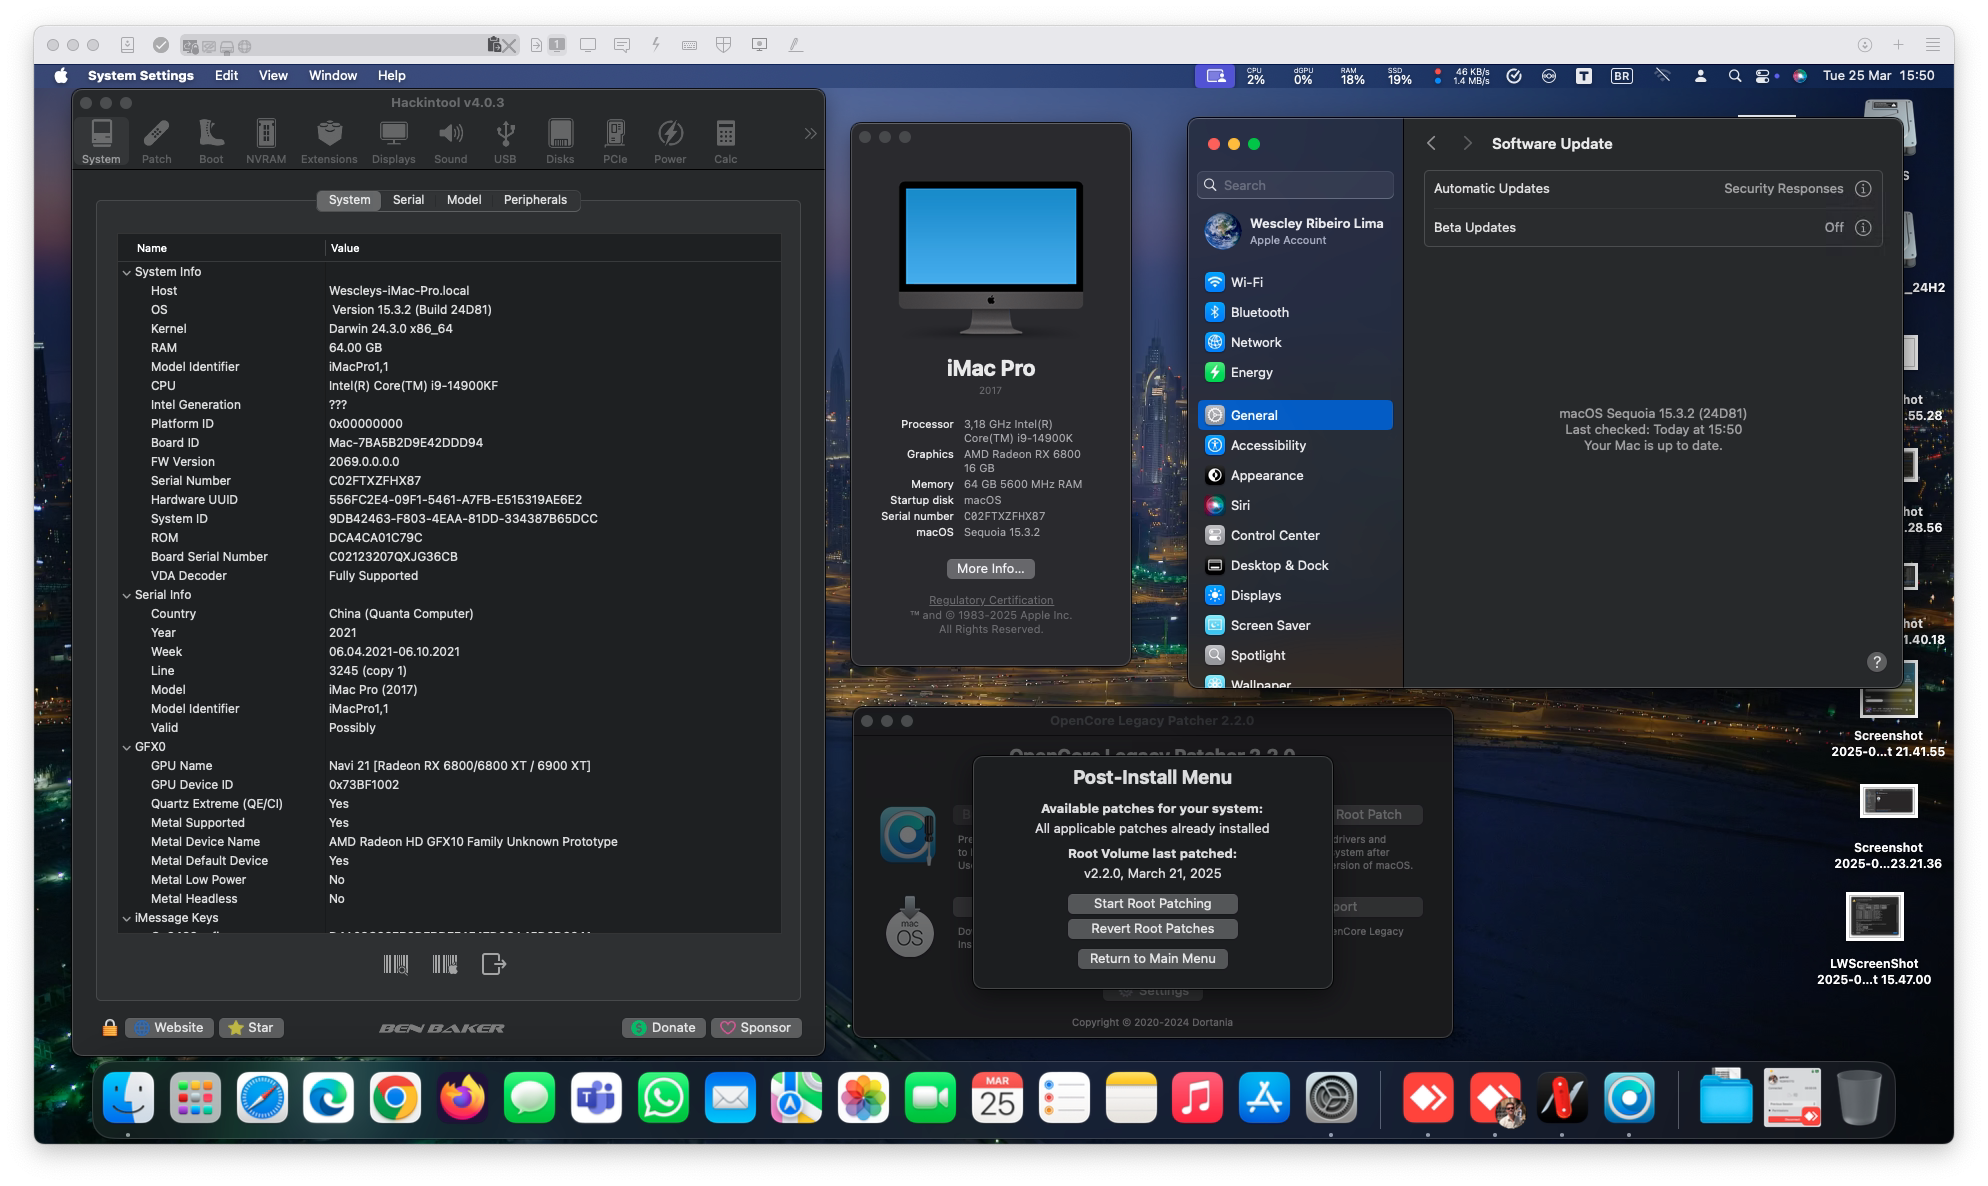 System Settings Edit View Window Help
CPU 2% dGPU 0% RAM 18% SSD 19% 46 KB/s 1.4 MB/s BR Tue 25 Mar 15:50
1
Hackintool v4.0.3
System Patch Boot NVRAM Extensions Displays Sound USB Disks PCIe Power Calc
System Serial Model Peripherals
Name Value
System Info
Host Wescleys-iMac-Pro.local
OS Version 15.3.2 (Build 24D81)
Kernel Darwin 24.3.0 x86_64
RAM 64.00 GB
Model Identifier iMacPro1,1
CPU Intel(R) Core(TM) i9-14900KF
Intel Generation ???
Platform ID 0x00000000
Board ID Mac-7BA5B2D9E42DDD94
FW Version 2069.0.0.0.0
Serial Number C02FTXZFHX87
Hardware UUID 556FC2E4-09F1-5461-A7FB-E515319AE6E2
System ID 9DB42463-F803-4EAA-81DD-334387B65DCC
ROM DCA4CA01C79C
Board Serial Number C02123207QXJG36CB
VDA Decoder Fully Supported
Serial Info
Country China (Quanta Computer)
Year 2021
Week 06.04.2021-06.10.2021
Line 3245 (copy 1)
Model iMac Pro (2017)
Model Identifier iMacPro1,1
Valid Possibly
GFX0
GPU Name Navi 21 [Radeon RX 6800/6800 XT / 6900 XT]
GPU Device ID 0x73BF1002
Quartz Extreme (QE/CI) Yes
Metal Supported Yes
Metal Device Name AMD Radeon HD GFX10 Family Unknown Prototype
Metal Default Device Yes
Metal Low Power No
Metal Headless No
iMessage Keys
Website Star BEN BAKER Donate Sponsor
iMac Pro
2017
Processor 3,18 GHz Intel(R)
Core(TM) i9-14900K
Graphics AMD Radeon RX 6800
16 GB
Memory 64 GB 5600 MHz RAM
Startup disk macOS
Serial number C02FTXZFHX87
macOS Sequoia 15.3.2
More Info...
Regulatory Certification
™ and © 1983-2025 Apple Inc.
All Rights Reserved.
Search
Wescley Ribeiro Lima
Apple Account
Wi-Fi
Bluetooth
Network
Energy
General
Accessibility
Appearance
Siri
Control Center
Desktop & Dock
Displays
Screen Saver
Spotlight
Wallpaper
Software Update
Automatic Updates Security Responses
Beta Updates Off
macOS Sequoia 15.3.2 (24D81)
Last checked: Today at 15:50
Your Mac is up to date.
?
OpenCore Legacy Patcher 2.2.0
OpenCore Legacy Patcher 2.2.0
Post-Install Menu
Available patches for your system:
All applicable patches already installed
Root Volume last patched:
v2.2.0, March 21, 2025
Start Root Patching
Revert Root Patches
Return to Main Menu
Root Patch
drivers and
ystem after
ersion of macOS.
port
enCore Legacy
macOS
Settings
Copyright © 2020-2024 Dortania
S
_24H2
hot
.55.28
hot
.28.56
hot
1.40.18
Screenshot
2025-0...t 21.41.55
Screenshot
2025-0...23.21.36
LWScreenShot
2025-0...t 15.47.00
MAR
25